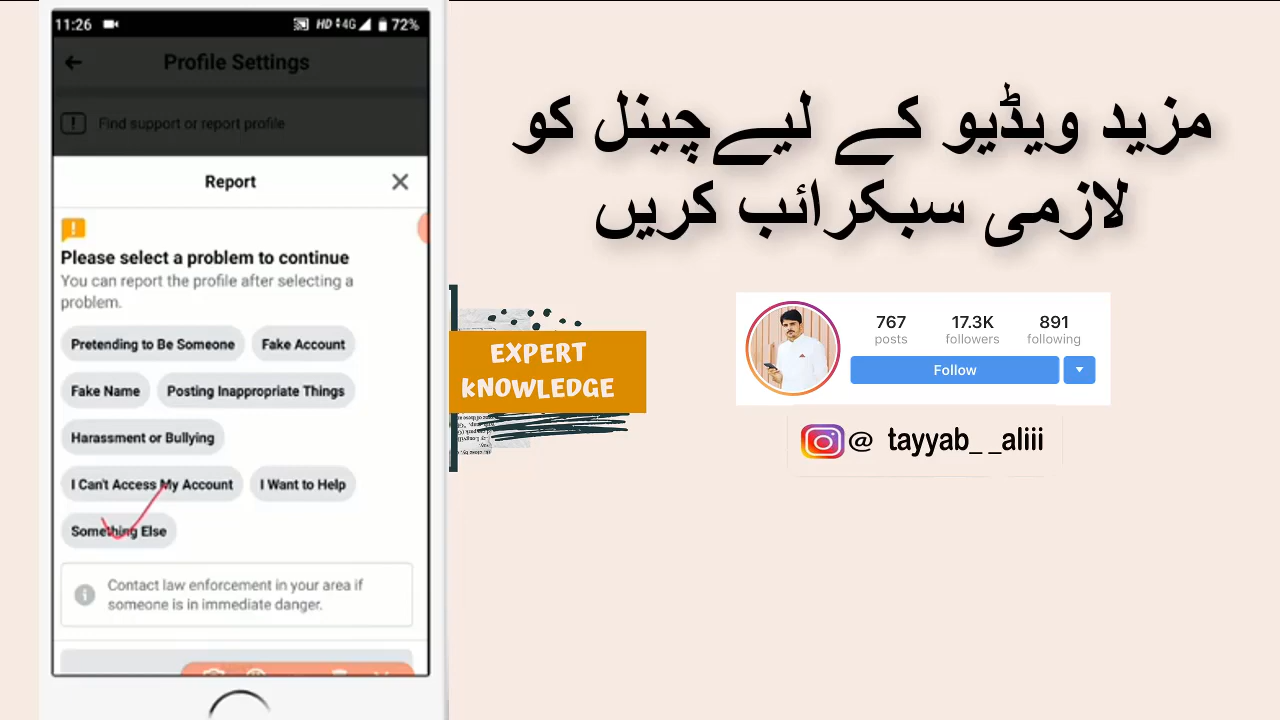 11:26
HD 4G 72%
Profile Settings
Find support or report profile
Report
Please select a problem to continue
You can report the profile after selecting a
problem.
Pretending to Be Someone
Fake Account
Fake Name
Posting Inappropriate Things
Harassment or Bullying
I Can't Access My Account
I Want to Help
Something Else
Contact law enforcement in your area if
someone is in immediate danger.
مزید ویڈیو کے لیےچینل کو
لازمی سبکرائب کریں
EXPERT
KNOWLEDGE
767 17.3K 891
posts followers following
Follow
@ tayyab_ _aliii